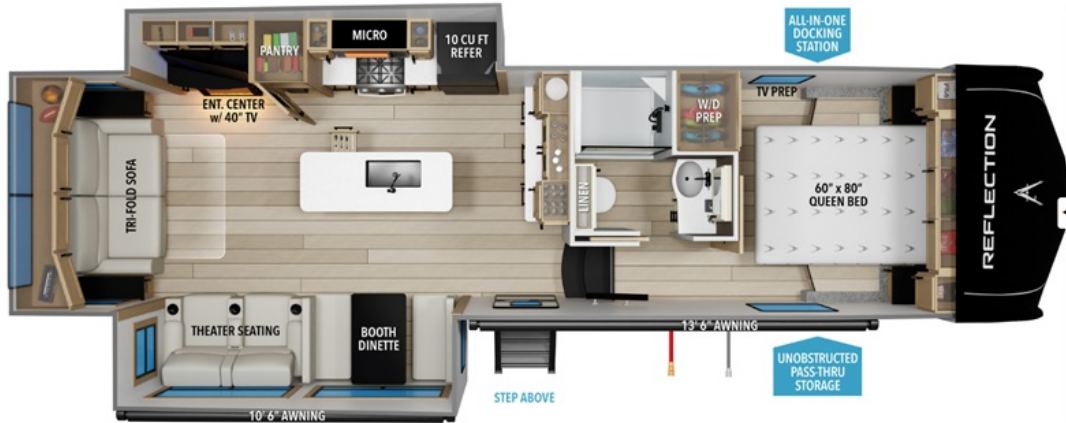 ALL-IN-ONE
DOCKING
STATION
MICRO
PANTRY
10 CU FT
REFER
ENT. CENTER
w/ 40" TV
W/D
PREP
TV PREP
TRI-FOLD SOFA
LINEN
60" x 80"
QUEEN BED
REFLECTION
THEATER SEATING
BOOTH
DINETTE
13' 6" AWNING
UNOBSTRUCTED
PASS-THRU
STORAGE
STEP ABOVE
10' 6" AWNING